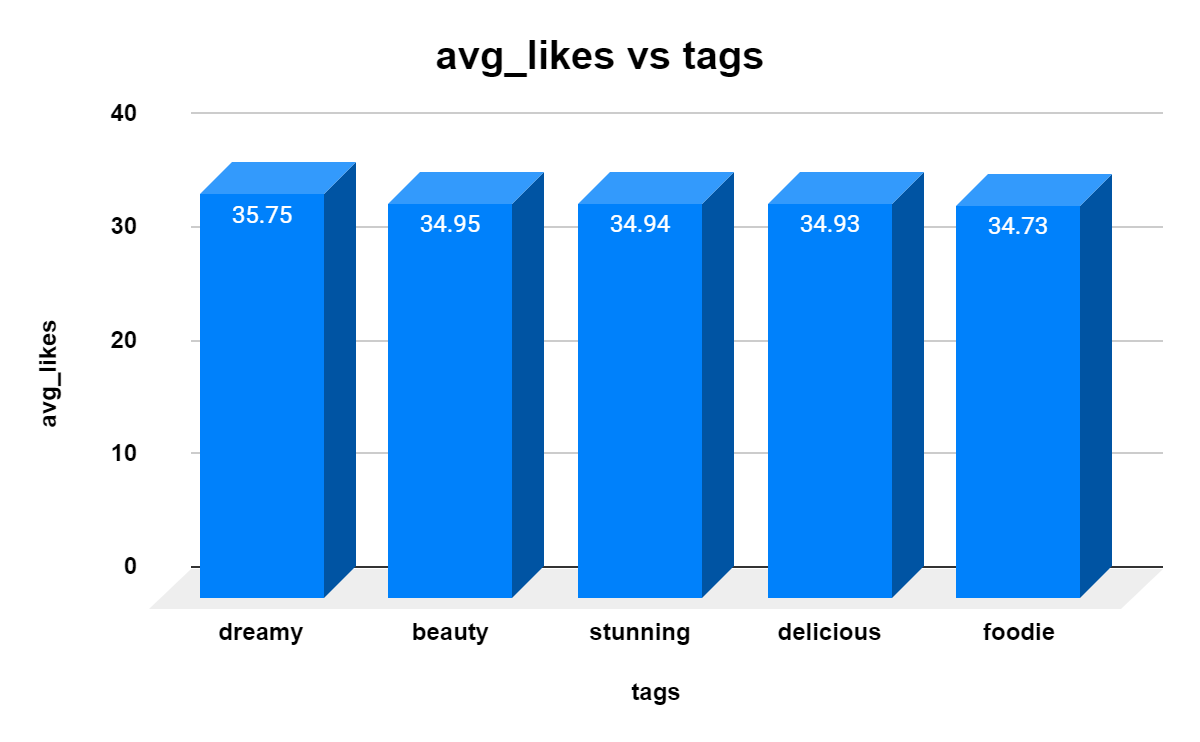 avg_likes vs tags
40
30
20
10
0
avg_likes
35.75
34.95
34.94
34.93
34.73
dreamy
beauty
stunning
delicious
foodie
tags